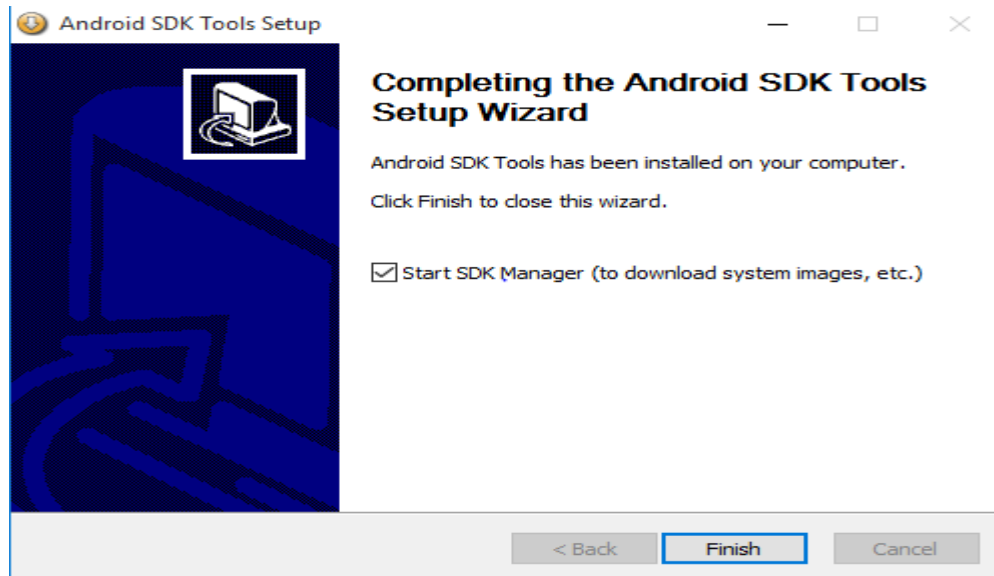 Android SDK Tools Setup
Completing the Android SDK Tools
Setup Wizard
Android SDK Tools has been installed on your computer.
Click Finish to close this wizard.
Start SDK Manager (to download system images, etc.)
< Back
Finish
Cancel